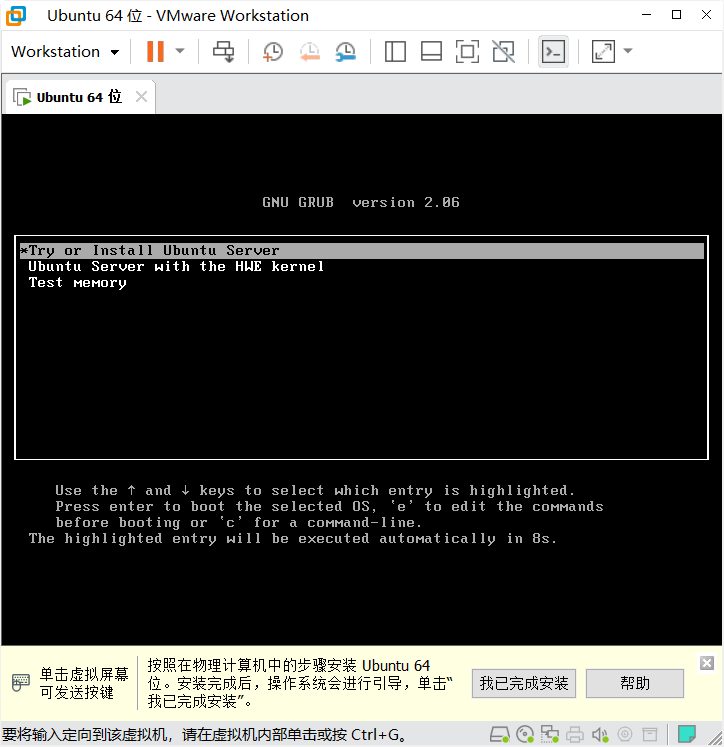 Ubuntu 64 位 - VMware Workstation
Workstation
Ubuntu 64 位
GNU GRUB  version 2.06
*Try or Install Ubuntu Server
Ubuntu Server with the HWE kernel
Test memory
Use the ↑ and ↓ keys to select which entry is highlighted.
Press enter to boot the selected OS, `e' to edit the commands
before booting or `c' for a command-line.
The highlighted entry will be executed automatically in 8s.
单击虚拟屏幕
可发送按键
按照在物理计算机中的步骤安装 Ubuntu 64
位。安装完成后，操作系统会进行引导，单击“
我已完成安装”。
我已完成安装
帮助
要将输入定向到该虚拟机，请在虚拟机内部单击或按 Ctrl+G。